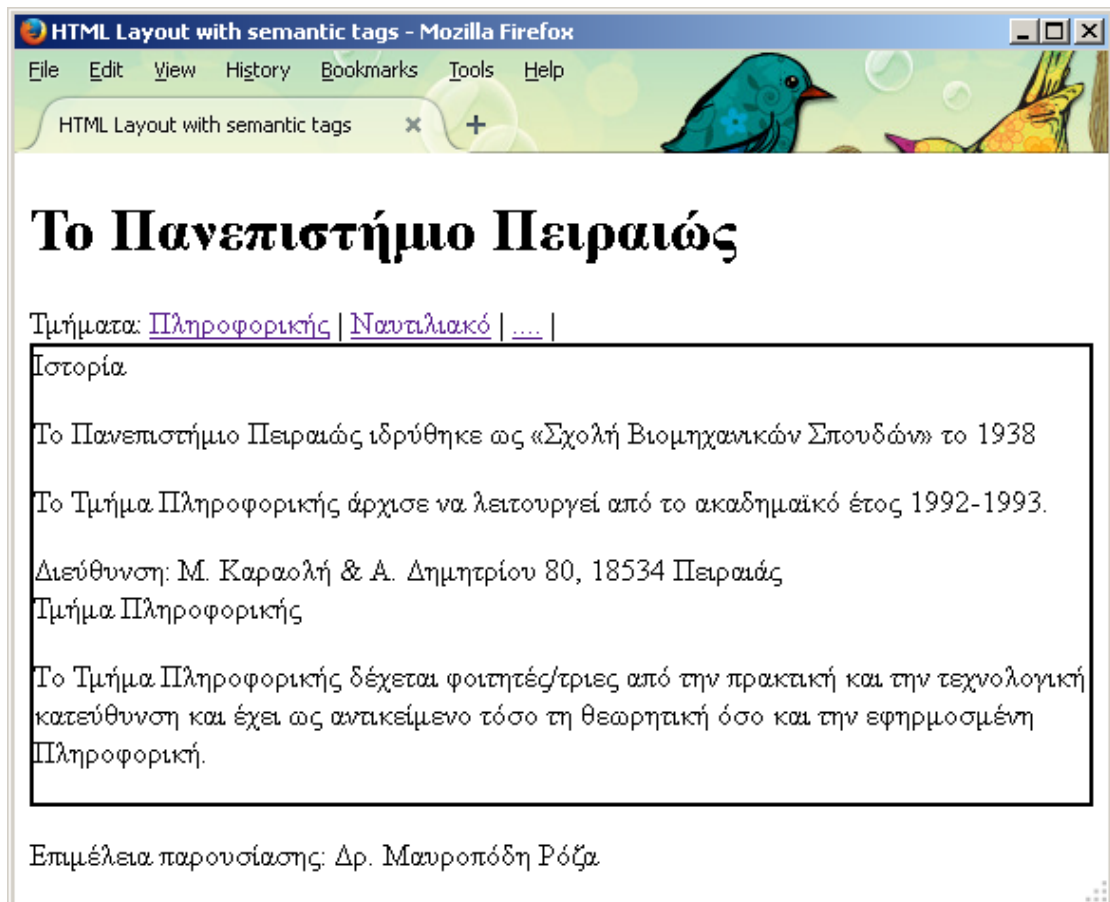 HTML Layout with semantic tags - Mozilla Firefox
File Edit View History Bookmarks Tools Help
HTML Layout with semantic tags × +
Το Πανεπιστήμιο Πειραιώς
Τμήματα: Πληροφορικής | Ναυτιλιακό | .... |
Ιστορία
Το Πανεπιστήμιο Πειραιώς ιδρύθηκε ως «Σχολή Βιομηχανικών Σπουδών» το 1938
Το Τμήμα Πληροφορικής άρχισε να λειτουργεί από το ακαδημαϊκό έτος 1992-1993.
Διεύθυνση: Μ. Καραολή & Α. Δημητρίου 80, 18534 Πειραιάς
Τμήμα Πληροφορικής
Το Τμήμα Πληροφορικής δέχεται φοιτητές/τριες από την πρακτική και την τεχνολογική
κατεύθυνση και έχει ως αντικείμενο τόσο τη θεωρητική όσο και την εφηρμοσμένη
Πληροφορική.
Επιμέλεια παρουσίασης: Δρ. Μαυροπόδη Ρόζα